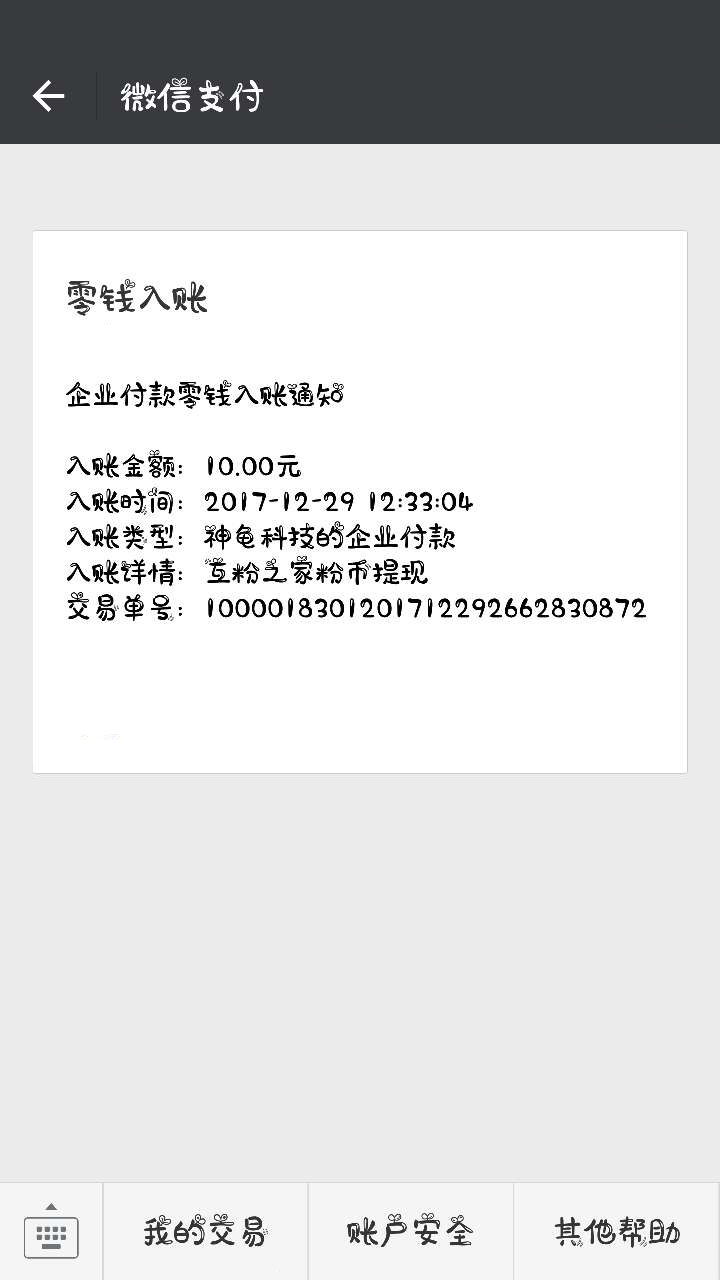 微信支付
零钱入账
企业付款零钱入账通知
入账金额：10.00元
入账时间：2017-12-29 12:33:04
入账类型：神龟科技的企业付款
入账详情：互粉之家粉币提现
交易单号：1000018301201712292662830872
我的交易 账户安全 其他帮助